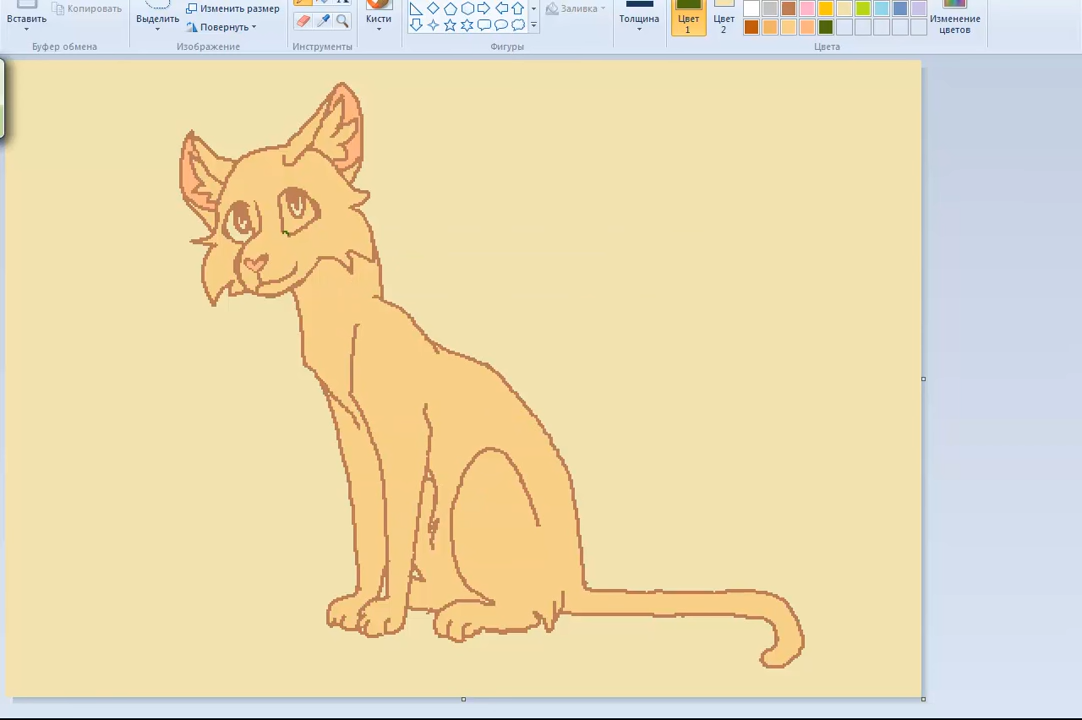 Вставить
Копировать
Буфер обмена
Выделить
Изменить размер
Повернуть
Изображение
Инструменты
Кисти
Фигуры
Заливка
Толщина
Цвет
1
Цвет
2
Изменение
цветов
Цвета